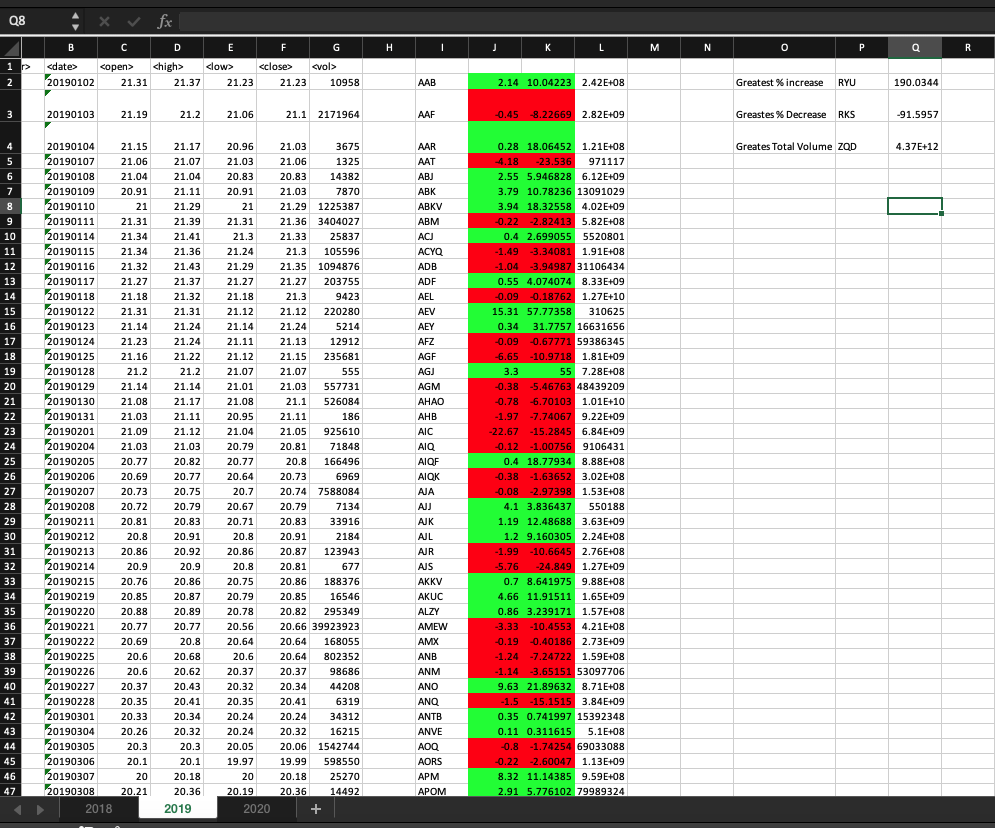 Q8 fx
B C D E F G H I J K L M N O P Q R
1 r> <date> <open> <high> <low> <close> <vol>
2 20190102 21.31 21.37 21.23 21.23 10958 AAB 2.14 10.04223 2.42E+08 Greatest % increase RYU 190.0344
3 20190103 21.19 21.2 21.06 21.1 2171964 AAF -0.45 -8.22669 2.82E+09 Greastes % Decrease RKS -91.5957
4 20190104 21.15 21.17 20.96 21.03 3675 AAR 0.28 18.06452 1.21E+08 Greates Total Volume ZQD 4.37E+12
5 20190107 21.06 21.07 21.03 21.06 1325 AAT -4.18 -23.536 971117
6 20190108 21.04 21.04 20.83 20.83 14382 ABJ 2.55 5.946828 6.12E+09
7 20190109 20.91 21.11 20.91 21.03 7870 ABK 3.79 10.78236 13091029
8 20190110 21 21.29 21 21.29 1225387 ABKV 3.94 18.32558 4.02E+09
9 20190111 21.31 21.39 21.31 21.36 3404027 ABM -0.22 -2.82413 5.82E+08
10 20190114 21.34 21.41 21.3 21.33 25837 ACJ 0.4 2.699055 5520801
11 20190115 21.34 21.36 21.24 21.3 105596 ACYQ -1.49 -3.34081 1.91E+08
12 20190116 21.32 21.43 21.29 21.35 1094876 ADB -1.04 -3.94987 31106434
13 20190117 21.27 21.37 21.27 21.27 203755 ADF 0.55 4.074074 8.33E+09
14 20190118 21.18 21.32 21.18 21.3 9423 AEL -0.09 -0.18762 1.27E+10
15 20190122 21.31 21.31 21.12 21.12 220280 AEV 15.31 57.77358 310625
16 20190123 21.14 21.24 21.14 21.24 5214 AEY 0.34 31.7757 16631656
17 20190124 21.23 21.24 21.11 21.13 12912 AFZ -0.09 -0.67771 59386345
18 20190125 21.16 21.22 21.12 21.15 235681 AGF -6.65 -10.9718 1.81E+09
19 20190128 21.2 21.2 21.07 21.07 555 AGJ 3.3 55 7.28E+08
20 20190129 21.14 21.14 21.01 21.03 557731 AGM -0.38 -5.46763 48439209
21 20190130 21.08 21.17 21.08 21.1 526084 AHAO -0.78 -6.70103 1.01E+10
22 20190131 21.03 21.11 20.95 21.11 186 AHB -1.97 -7.74067 9.22E+09
23 20190201 21.09 21.12 21.04 21.05 925610 AIC -22.67 -15.2845 6.84E+09
24 20190204 21.03 21.03 20.79 20.81 71848 AIQ -0.12 -1.00756 9106431
25 20190205 20.77 20.82 20.77 20.8 166496 AIQF 0.4 18.77934 8.88E+08
26 20190206 20.69 20.77 20.64 20.73 6969 AIQK -0.38 -1.63652 3.02E+08
27 20190207 20.73 20.75 20.7 20.74 7588084 AJA -0.08 -2.97398 1.53E+08
28 20190208 20.72 20.79 20.67 20.79 7134 AJJ 4.1 3.836437 550188
29 20190211 20.81 20.83 20.71 20.83 33916 AJK 1.19 12.48688 3.63E+09
30 20190212 20.8 20.91 20.8 20.91 2184 AJL 1.2 9.160305 2.24E+08
31 20190213 20.86 20.92 20.86 20.87 123943 AJR -1.99 -10.6645 2.76E+08
32 20190214 20.9 20.9 20.8 20.81 677 AJS -5.76 -24.849 1.27E+09
33 20190215 20.76 20.86 20.75 20.86 188376 AKKV 0.7 8.641975 9.88E+08
34 20190219 20.85 20.87 20.79 20.85 16546 AKUC 4.66 11.91511 1.65E+09
35 20190220 20.88 20.89 20.78 20.82 295349 ALZY 0.86 3.239171 1.57E+08
36 20190221 20.77 20.77 20.56 20.66 39923923 AMEW -3.33 -10.4553 4.21E+08
37 20190222 20.69 20.8 20.64 20.64 168055 AMX -0.19 -0.40186 2.73E+09
38 20190225 20.6 20.68 20.6 20.64 802352 ANB -1.24 -7.24722 1.59E+08
39 20190226 20.6 20.62 20.37 20.37 98686 ANM -1.14 -3.65151 53097706
40 20190227 20.37 20.43 20.32 20.34 44208 ANO 9.63 21.89632 8.71E+08
41 20190228 20.35 20.41 20.35 20.41 6319 ANQ -1.5 -15.1515 3.84E+09
42 20190301 20.33 20.34 20.24 20.24 34312 ANTB 0.35 0.741997 15392348
43 20190304 20.26 20.32 20.24 20.32 16215 ANVE 0.11 0.311615 5.1E+08
44 20190305 20.3 20.3 20.05 20.06 1542744 AOQ -0.8 -1.74254 69033088
45 20190306 20.1 20.1 19.97 19.99 598550 AORS -0.22 -2.60047 1.13E+09
46 20190307 20 20.18 20 20.18 25270 APM 8.32 11.14385 9.59E+08
47 20190308 20.21 20.36 20.19 20.36 14492 APOM 2.91 5.776102 79989324
2018 2019 2020 +